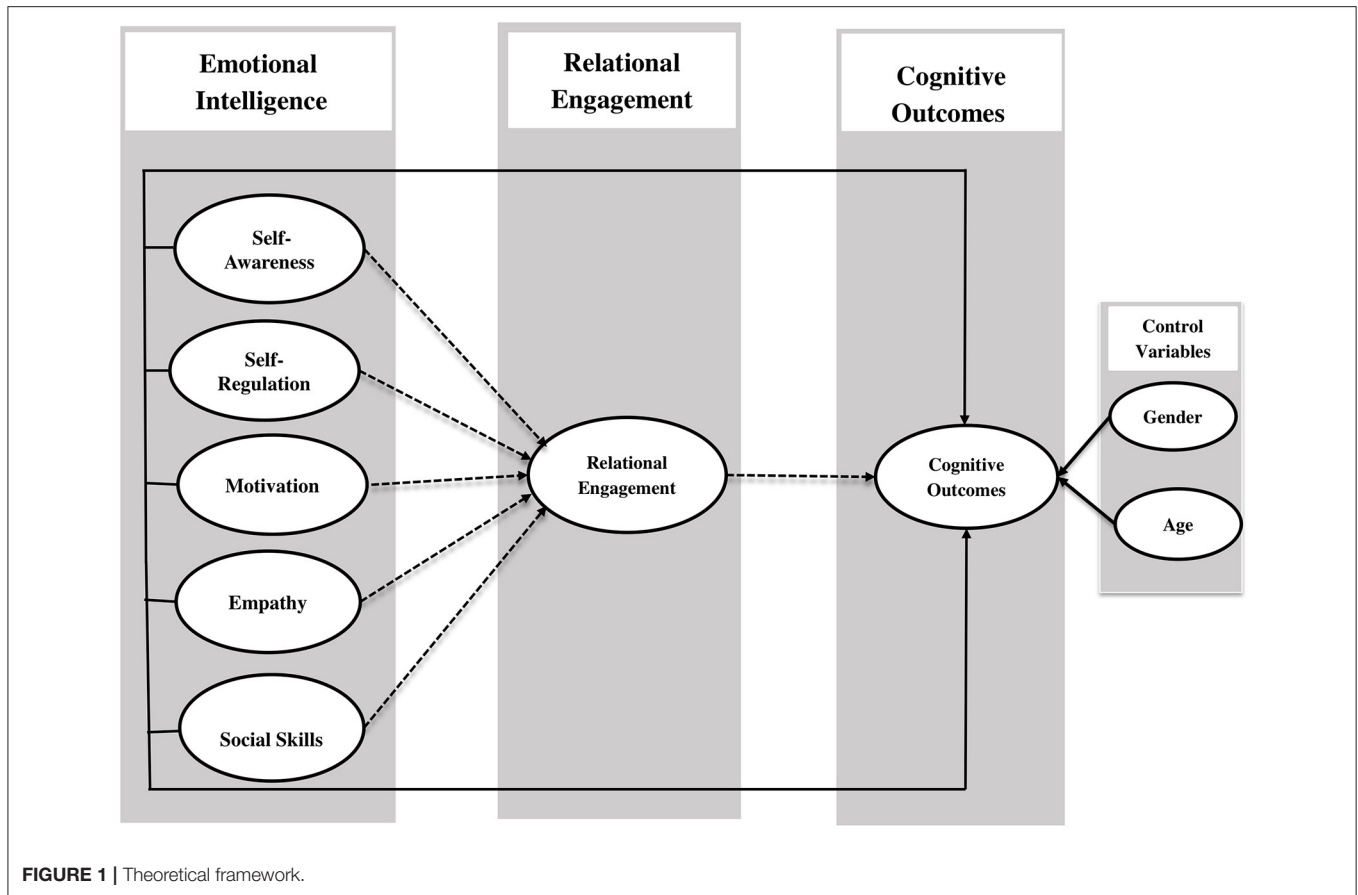 Emotional
Intelligence
Relational
Engagement
Cognitive
Outcomes
Self-
Awareness
Self-
Regulation
Motivation
Empathy
Social Skills
Relational
Engagement
Cognitive
Outcomes
Control
Variables
Gender
Age
FIGURE 1 | Theoretical framework.